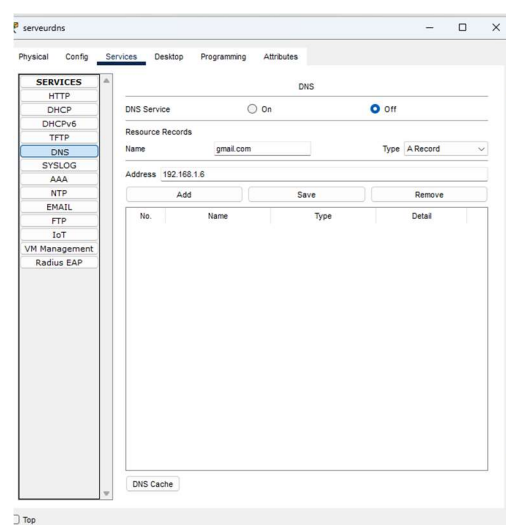 serveurdns
Physical Config Services Desktop Programming Attributes
SERVICES
HTTP
DHCP
DHCPv6
TFTP
DNS
SYSLOG
AAA
NTP
EMAIL
FTP
IoT
VM Management
Radius EAP
DNS
DNS Service On Off
Resource Records
Name gmail.com Type A Record
Address 192.168.1.6
Add Save Remove
No. Name Type Detail
DNS Cache
Top